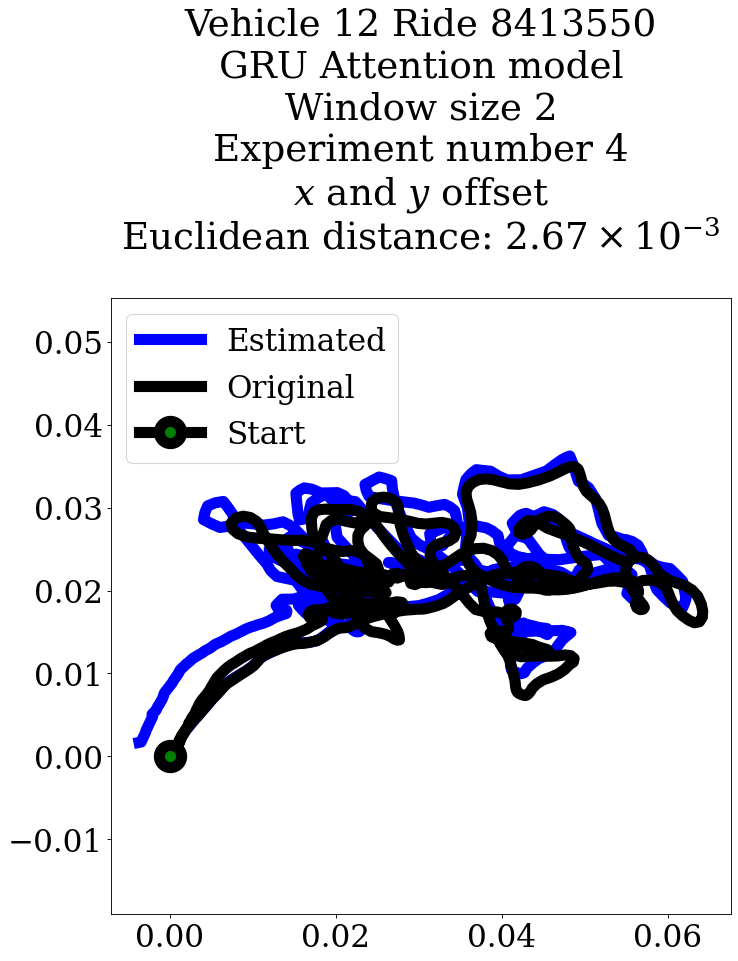 Vehicle 12 Ride 8413550
GRU Attention model
Window size 2
Experiment number 4
x and y offset
Euclidean distance: 2.67 × 10⁻³
Estimated
Original
Start
0.05
0.04
0.03
0.02
0.01
0.00
−0.01
0.00 0.02 0.04 0.06